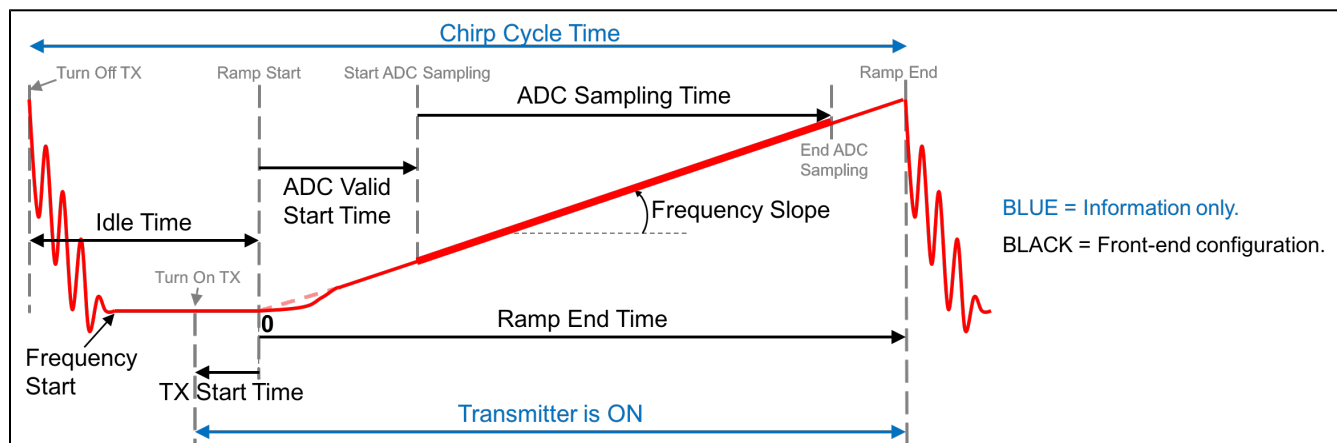 Chirp Cycle Time
Turn Off TX
Ramp Start
Start ADC Sampling
Ramp End
ADC Sampling Time
End ADC
Sampling
ADC Valid
Start Time
Idle Time
Frequency Slope
BLUE = Information only.
BLACK = Front-end configuration.
Turn On TX
0
Ramp End Time
Frequency
Start
TX Start Time
Transmitter is ON